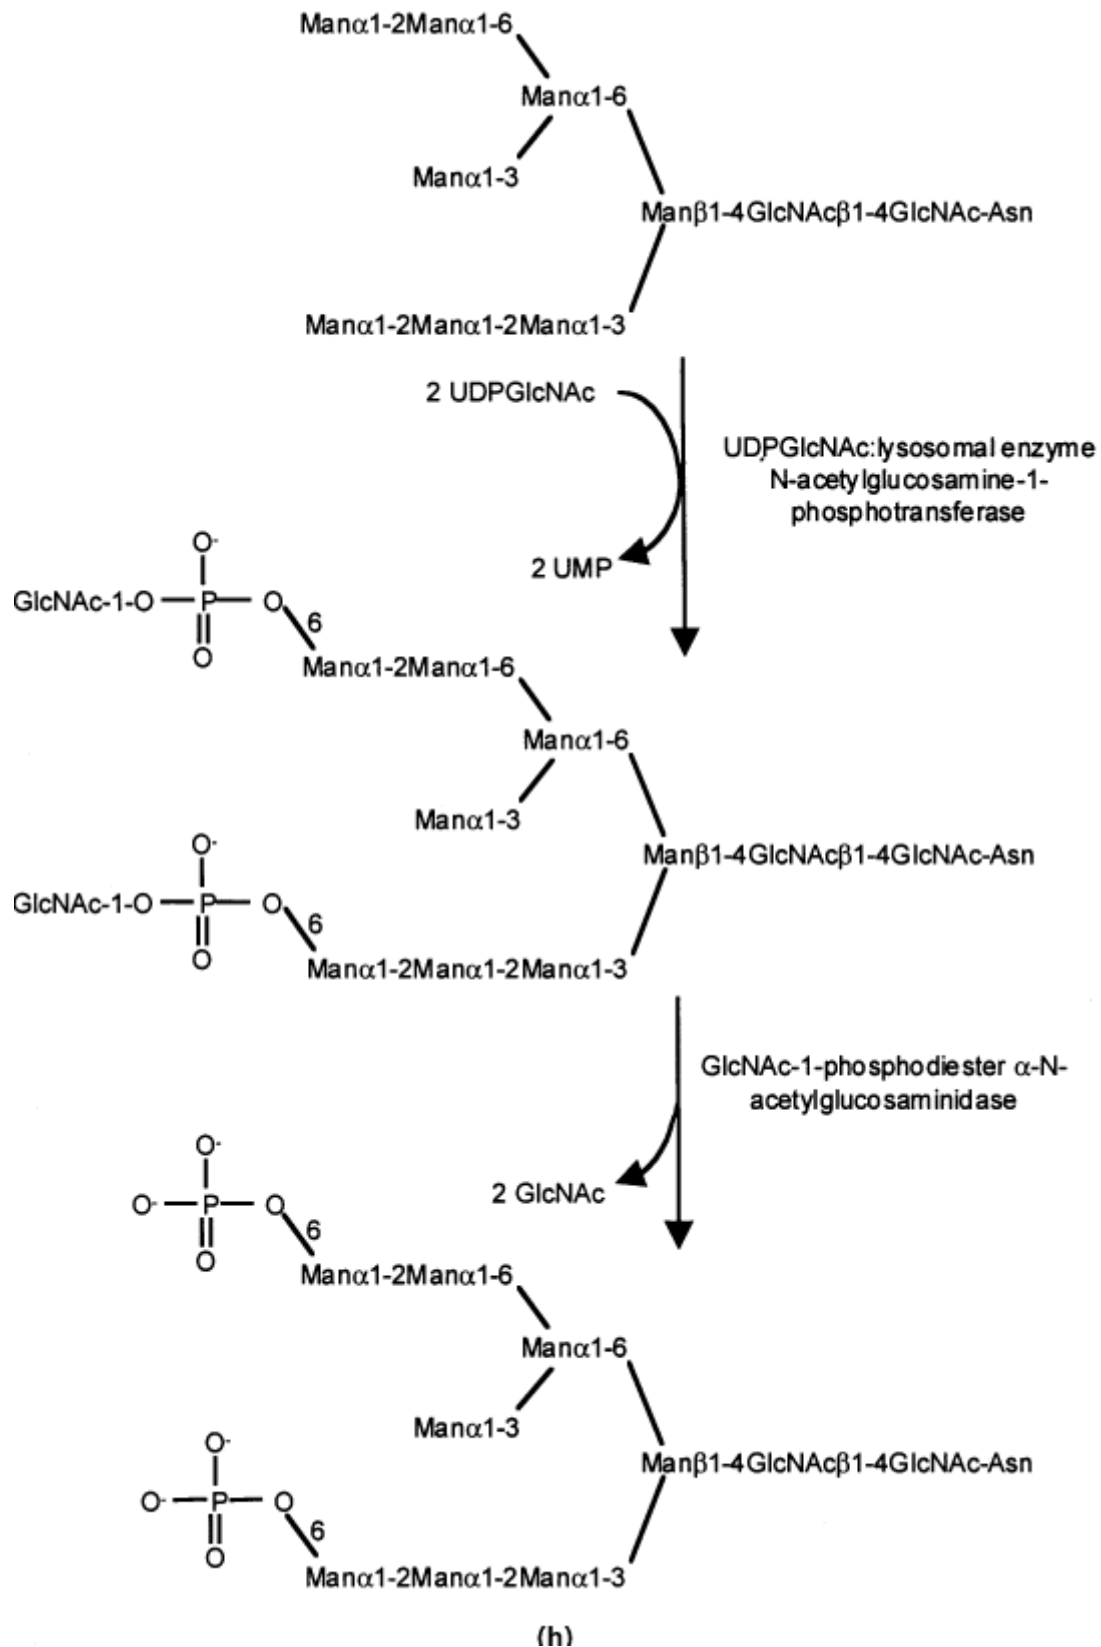 Manα1-2Manα1-6
Manα1-6
Manα1-3
Manβ1-4GlcNAcβ1-4GlcNAc-Asn
Manα1-2Manα1-2Manα1-3
2 UDPGlcNAc
UDPGlcNAc:lysosomal enzyme
N-acetylglucosamine-1-
phosphotransferase
2 UMP
O-
GlcNAc-1-O P O
6
O
Manα1-2Manα1-6
Manα1-6
Manα1-3
O-
Manβ1-4GlcNAcβ1-4GlcNAc-Asn
GlcNAc-1-O P O
6
O
Manα1-2Manα1-2Manα1-3
GlcNAc-1-phosphodiester α-N-
acetylglucosaminidase
O-
2 GlcNAc
O- P O
6
O
Manα1-2Manα1-6
Manα1-6
Manα1-3
O-
Manβ1-4GlcNAcβ1-4GlcNAc-Asn
O- P O
6
O
Manα1-2Manα1-2Manα1-3
(h)